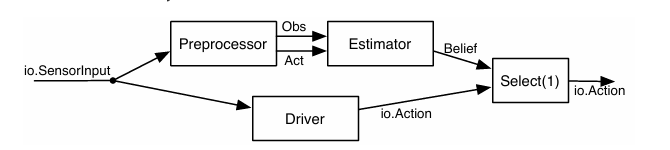 Obs
Preprocessor
Estimator
Act
Belief
io.SensorInput
Select(1)
io.Action
Driver
io.Action